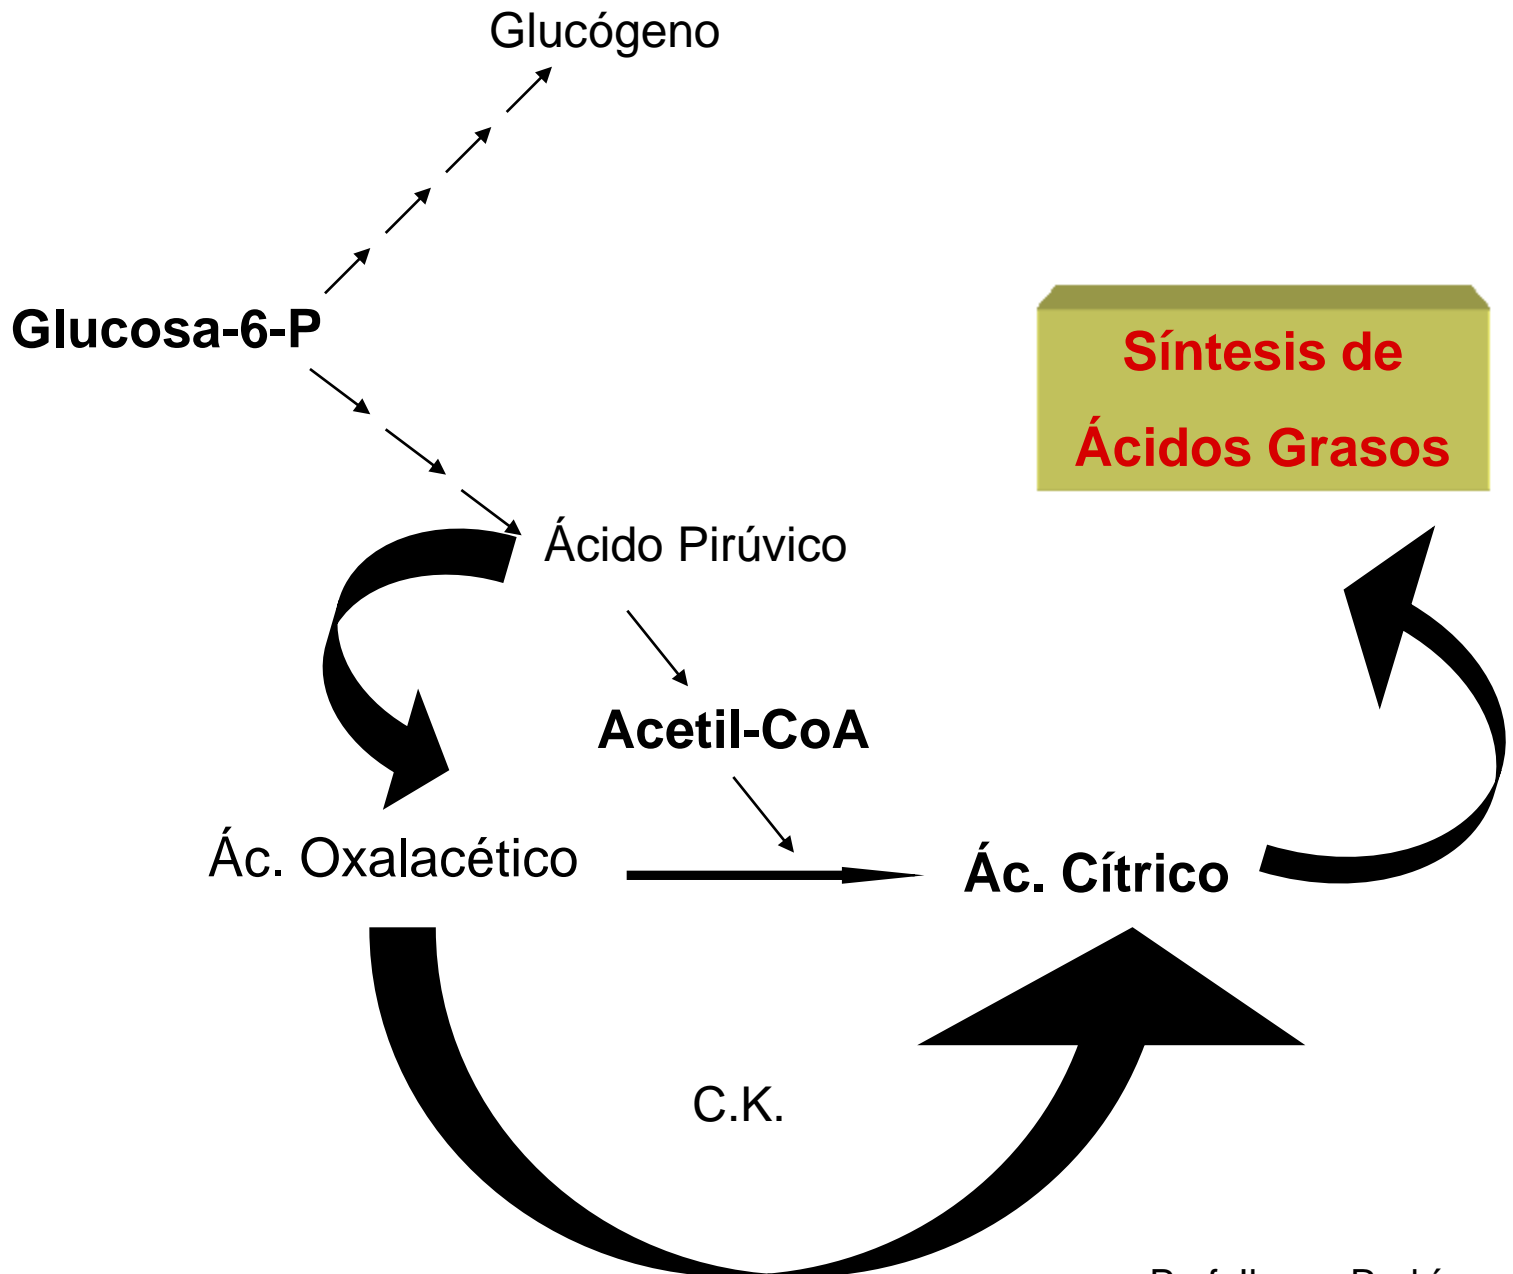 Glucógeno
Glucosa-6-P
Síntesis de
Ácidos Grasos
Ácido Pirúvico
Acetil-CoA
Ác. Oxalacético
Ác. Cítrico
C.K.